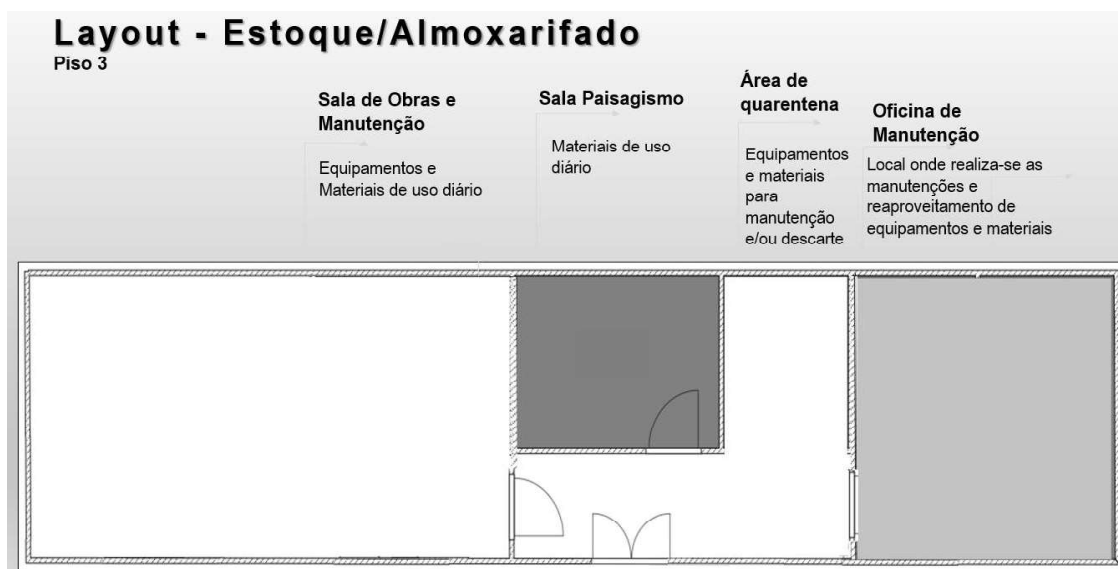 Layout - Estoque/Almoxarifado
Piso 3
Sala de Obras e
Manutenção
Equipamentos e
Materiais de uso diário
Sala Paisagismo
Materiais de uso
diário
Área de
quarentena
Equipamentos
e materiais
para
manutenção
e/ou descarte
Oficina de
Manutenção
Local onde realiza-se as
manutenções e
reaproveitamento de
equipamentos e materiais